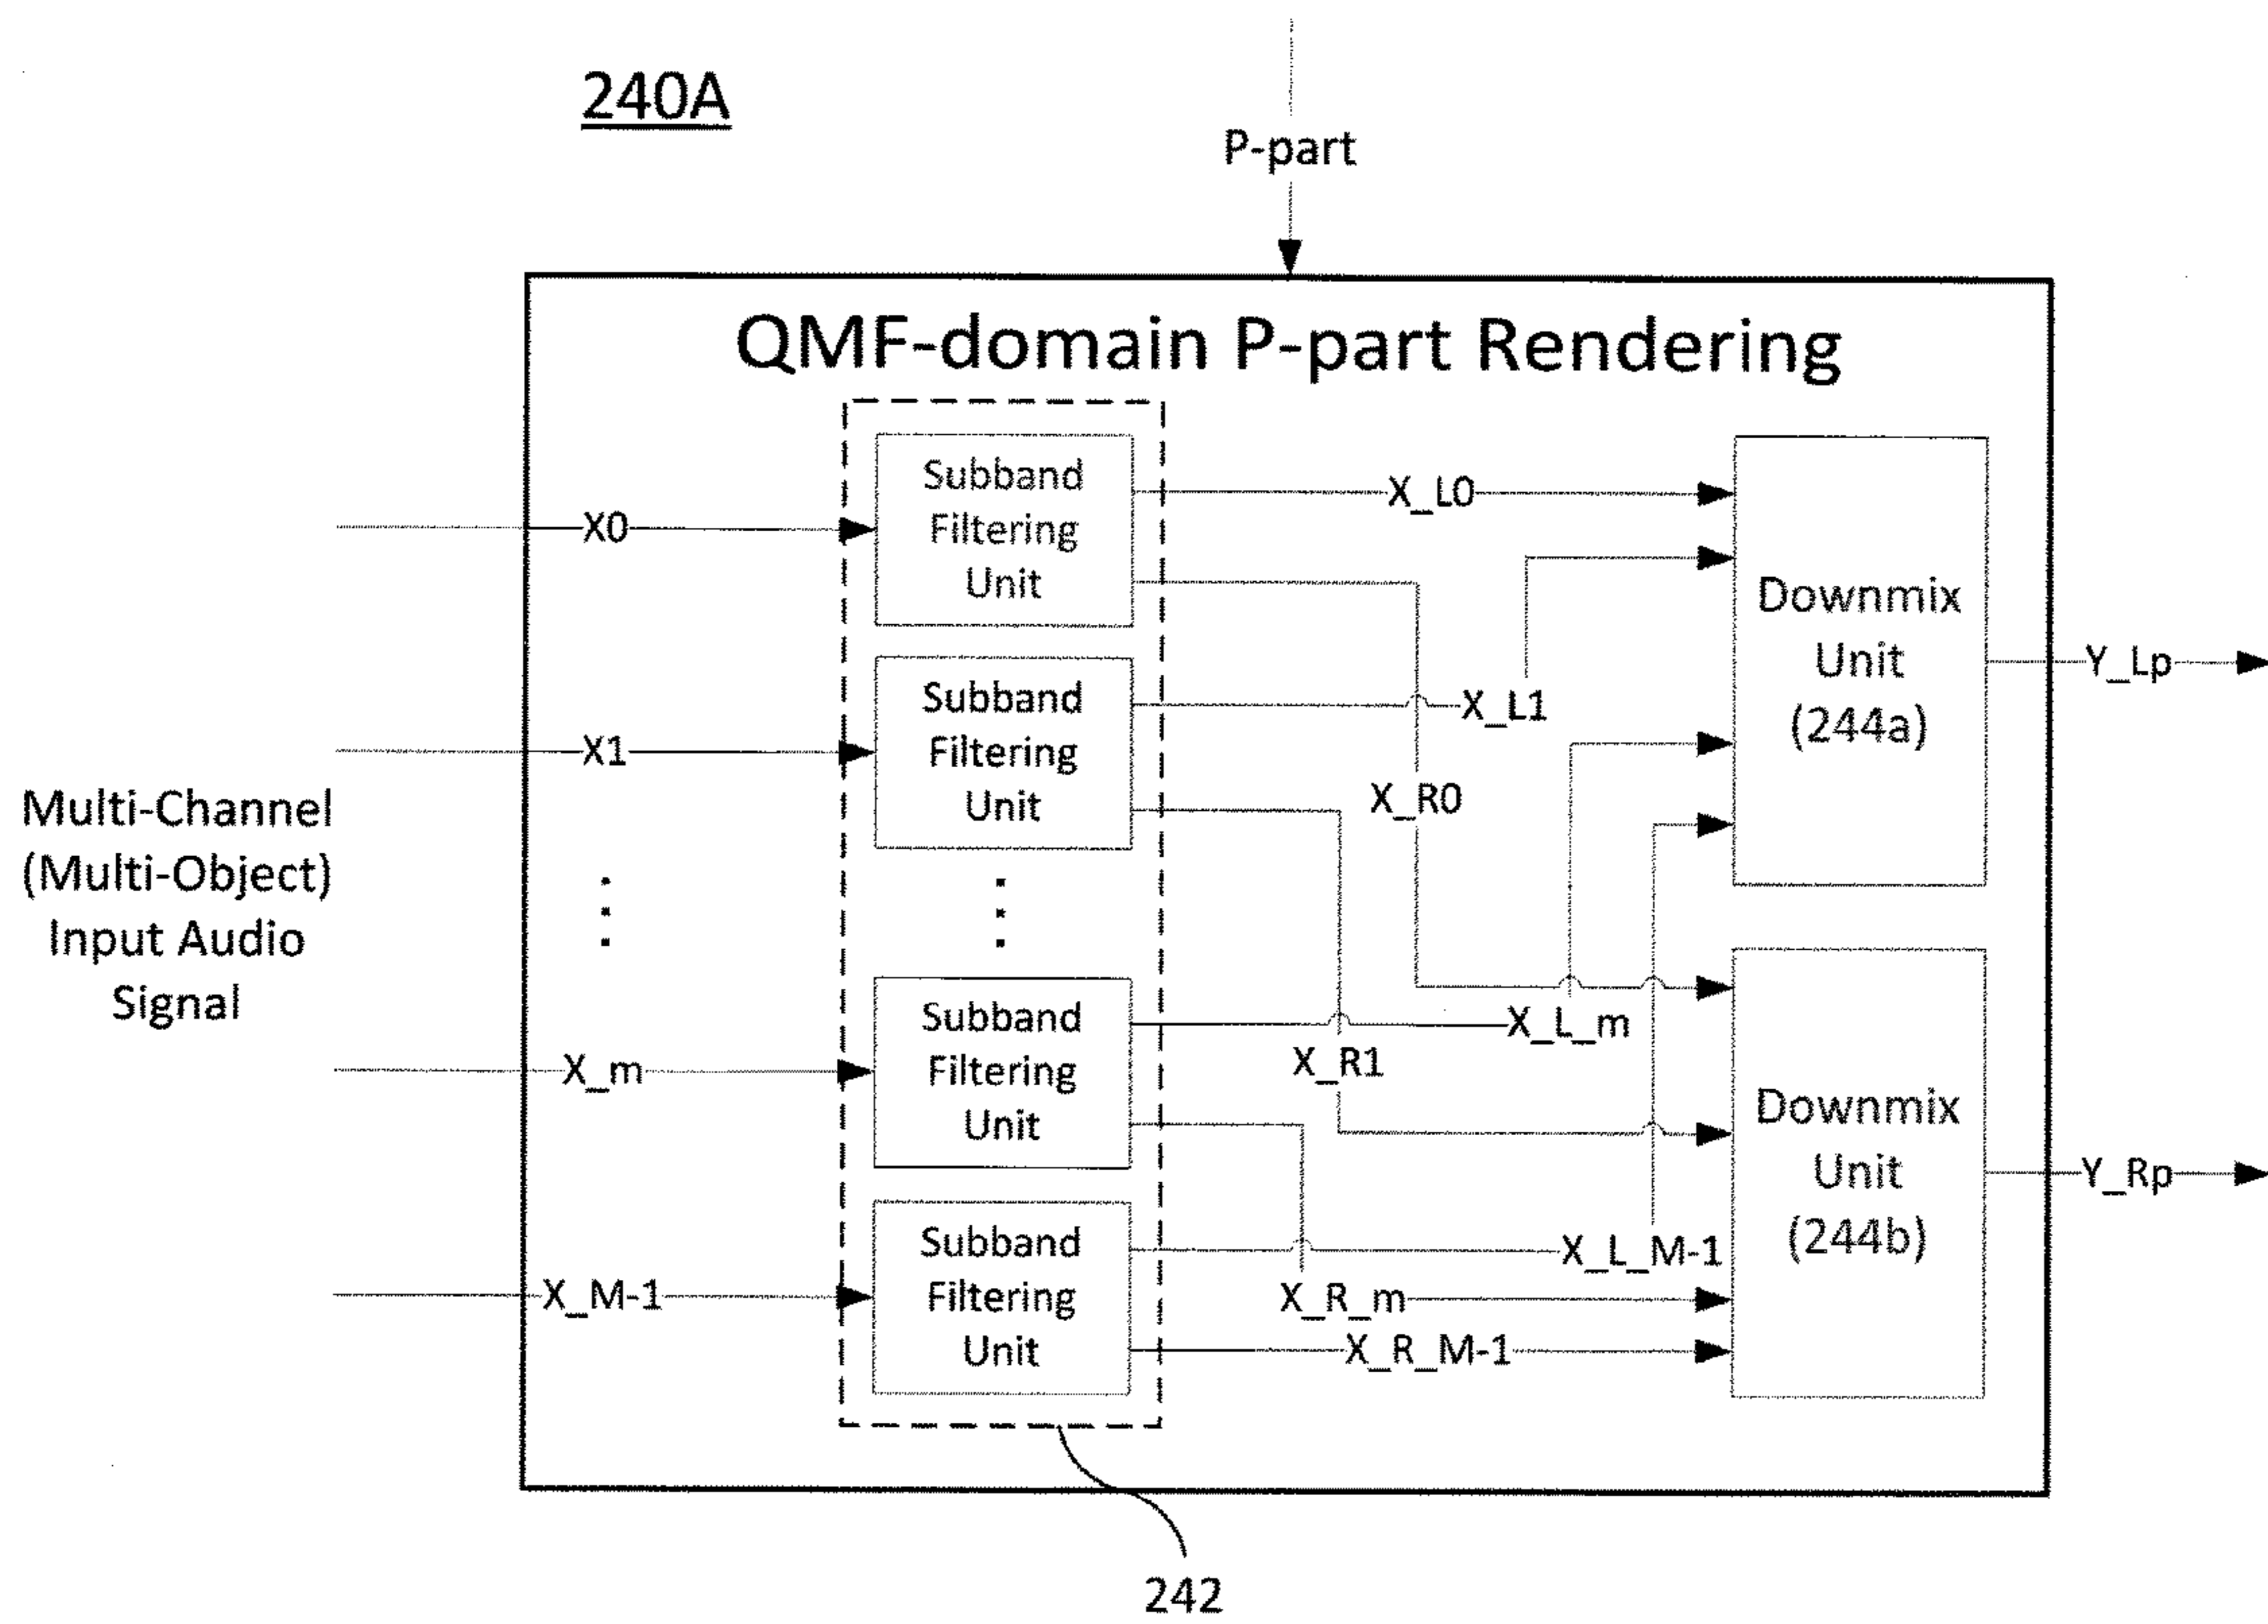 240A
P-part
QMF-domain P-part Rendering
Multi-Channel
(Multi-Object)
Input Audio
Signal
X0
X1
X_m
X_M-1
Subband
Filtering
Unit
Subband
Filtering
Unit
Subband
Filtering
Unit
Subband
Filtering
Unit
X_L0
X_L1
X_R0
X_L_m
X_R1
X_L_M-1
X_R_m
X_R_M-1
Downmix
Unit
(244a)
Downmix
Unit
(244b)
Y_Lp
Y_Rp
242